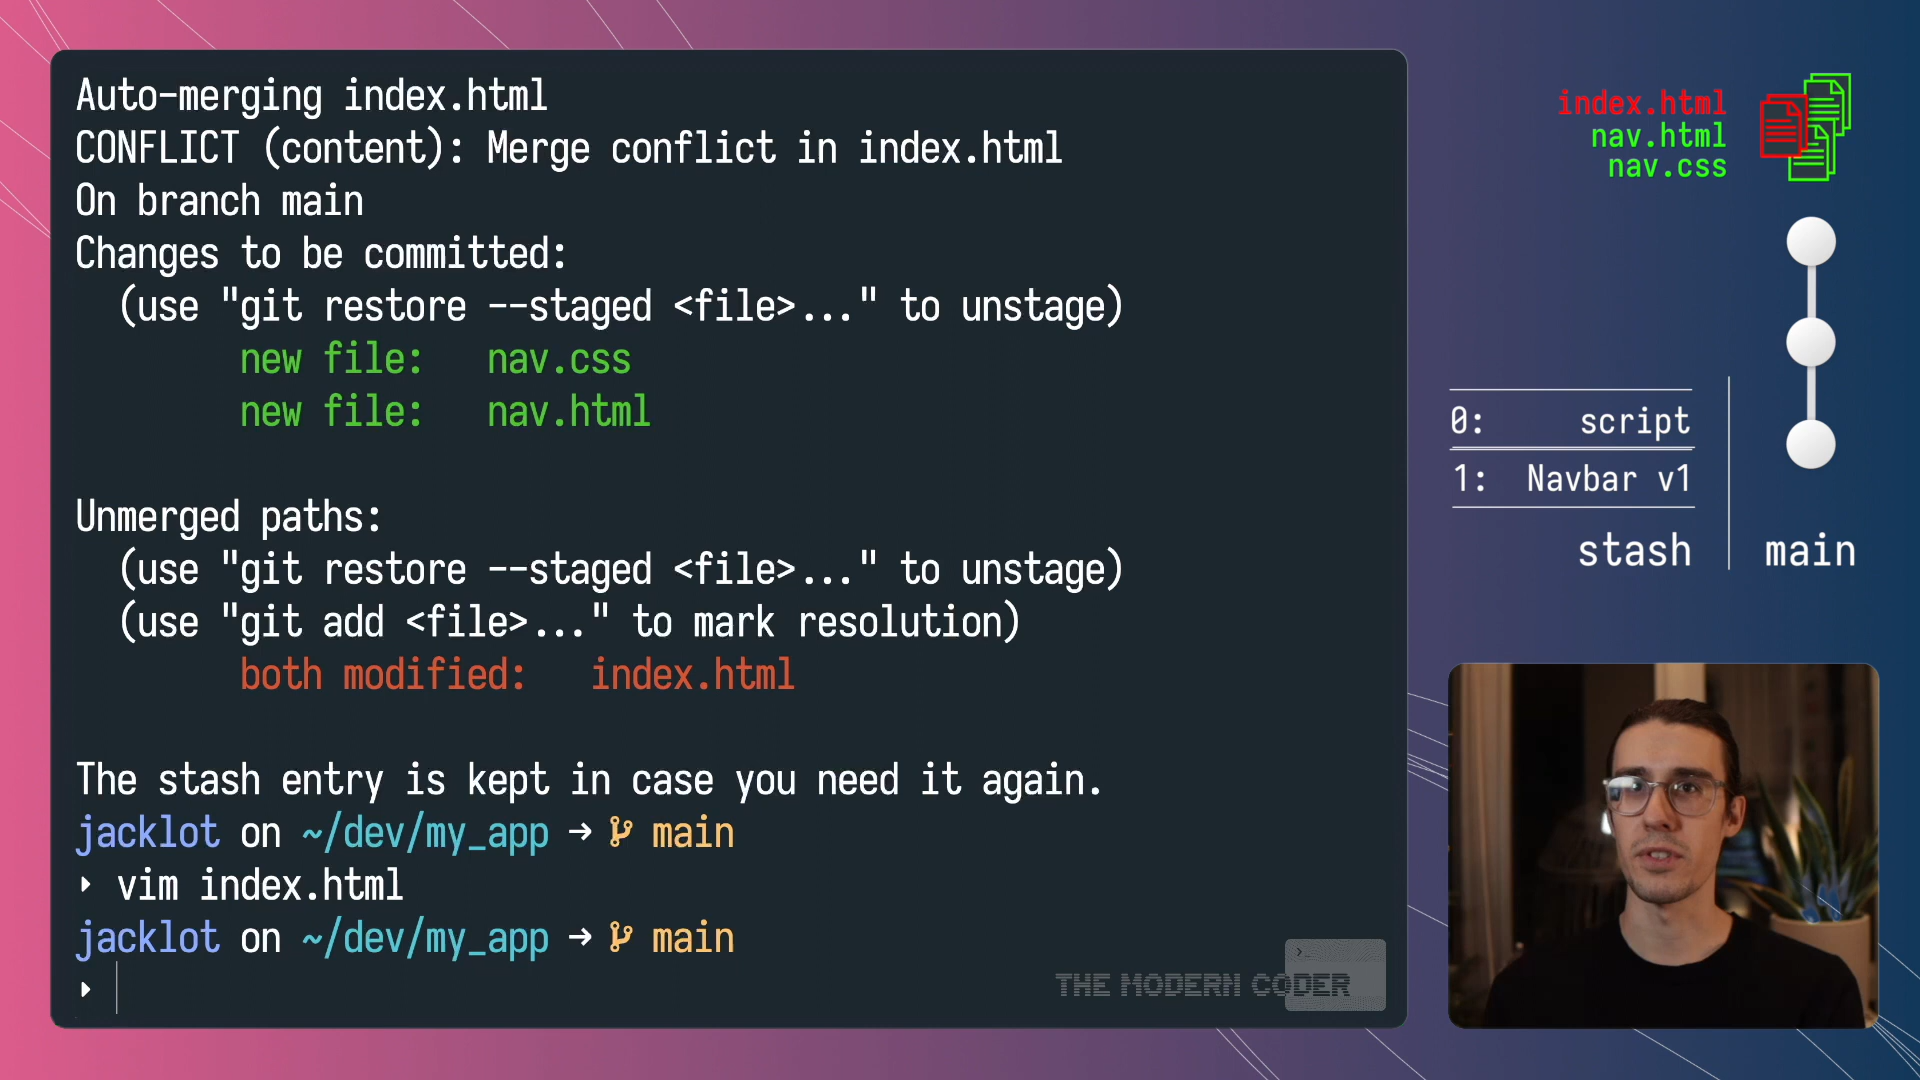 Auto-merging index.html
CONFLICT (content): Merge conflict in index.html
On branch main
Changes to be committed:
  (use "git restore --staged <file>..." to unstage)
        new file:   nav.css
        new file:   nav.html

Unmerged paths:
  (use "git restore --staged <file>..." to unstage)
  (use "git add <file>..." to mark resolution)
        both modified:   index.html

The stash entry is kept in case you need it again.
jacklot on ~/dev/my_app → main
‣ vim index.html
jacklot on ~/dev/my_app → main
‣
THE MODERN CODER
>_
index.html
nav.html
nav.css
0: script
1: Navbar v1
stash
main